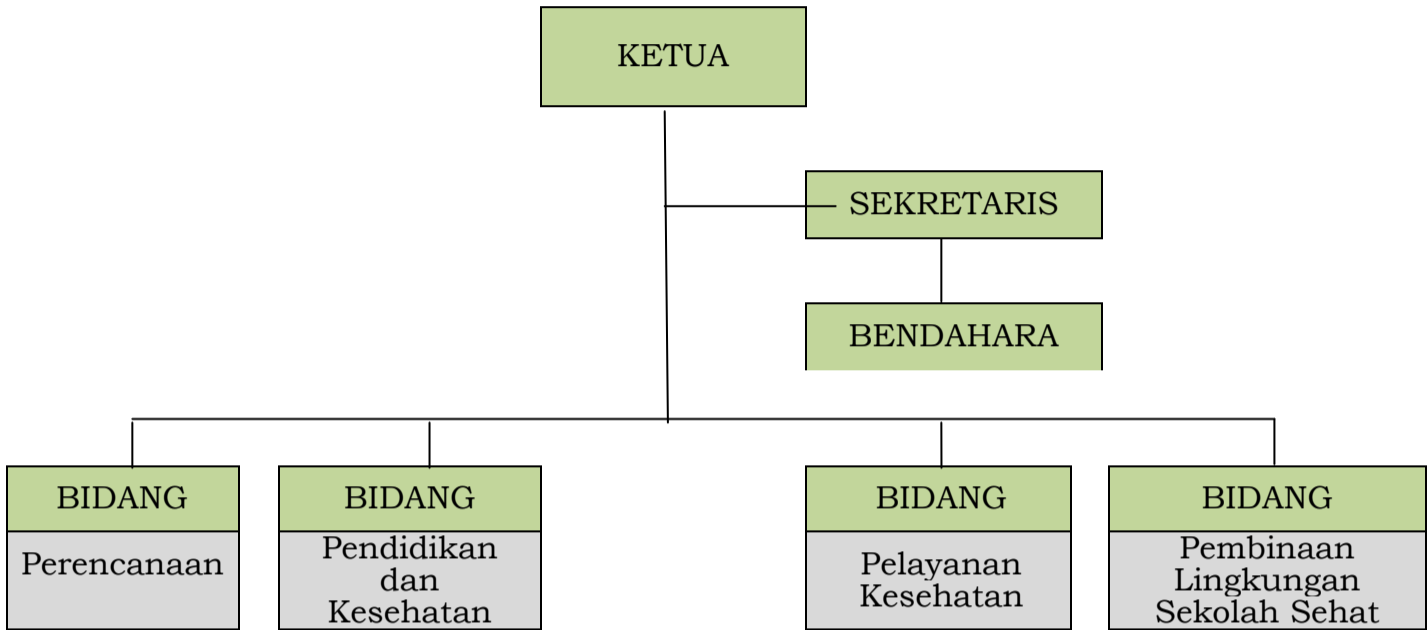 KETUA
SEKRETARIS
BENDAHARA
BIDANG
Perencanaan
BIDANG
Pendidikan
dan
Kesehatan
BIDANG
Pelayanan
Kesehatan
BIDANG
Pembinaan
Lingkungan
Sekolah Sehat